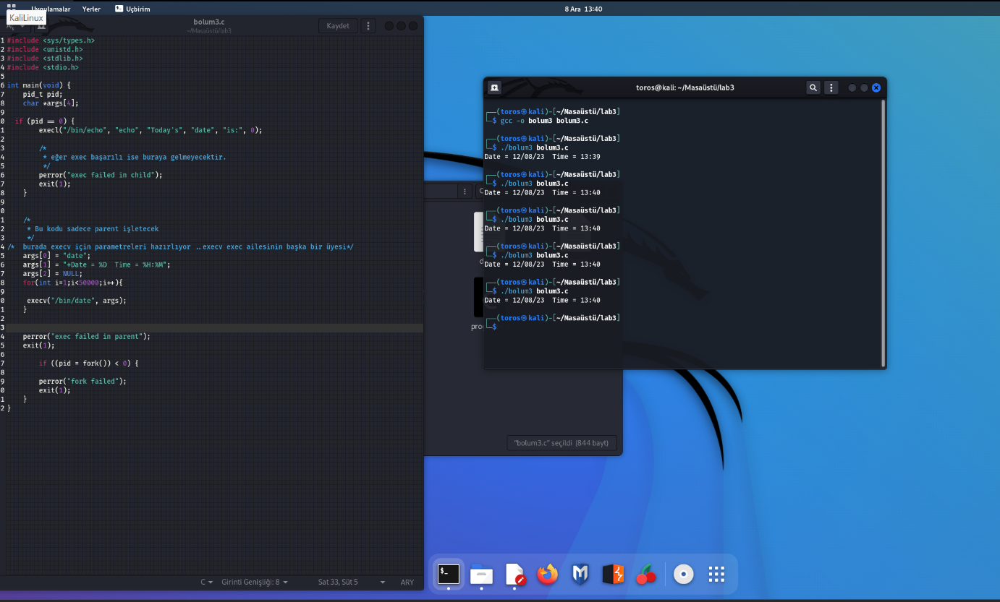 Uygulamalar Yerler Uçbirim 8 Ara 13:40
KaliLinux
bolum3.c
~/Masaüstü/lab3
Kaydet
1 #include <sys/types.h>
2 #include <unistd.h>
3 #include <stdlib.h>
4 #include <stdio.h>
5
6 int main(void) {
7 pid_t pid;
8 char *args[4];
9
0 if (pid == 0) {
1 execl("/bin/echo", "echo", "Today's", "date", "is:", 0);
2
3 /*
4 * eğer exec başarılı ise buraya gelmeyecektir.
5 */
6 perror("exec failed in child");
7 exit(1);
8 }
9
0
1 /*
2 * Bu kodu sadece parent işletecek
3 */
4 /* burada execv için parametreleri hazırlıyor ..execv exec ailesinin başka bir üyesi*/
5 args[0] = "date";
6 args[1] = "+Date = %D  Time = %H:%M";
7 args[2] = NULL;
8 for(int i=1;i<50000;i++){
9
0 execv("/bin/date", args);
1 }
2
3
4 perror("exec failed in parent");
5 exit(1);
6
7 if ((pid = fork()) < 0) {
8
9 perror("fork failed");
0 exit(1);
1 }
2 }
C Girinti Genişliği: 8 Sat 33, Süt 5 ARY
toros@kali: ~/Masaüstü/lab3
┌──(toros㉿kali)-[~/Masaüstü/lab3]
└─$ gcc -o bolum3 bolum3.c
┌──(toros㉿kali)-[~/Masaüstü/lab3]
└─$ ./bolum3 bolum3.c
Date = 12/08/23  Time = 13:39
┌──(toros㉿kali)-[~/Masaüstü/lab3]
└─$ ./bolum3 bolum3.c
Date = 12/08/23  Time = 13:40
┌──(toros㉿kali)-[~/Masaüstü/lab3]
└─$ ./bolum3 bolum3.c
Date = 12/08/23  Time = 13:40
┌──(toros㉿kali)-[~/Masaüstü/lab3]
└─$ ./bolum3 bolum3.c
Date = 12/08/23  Time = 13:40
┌──(toros㉿kali)-[~/Masaüstü/lab3]
└─$ ./bolum3 bolum3.c
Date = 12/08/23  Time = 13:40
┌──(toros㉿kali)-[~/Masaüstü/lab3]
└─$
"bolum3.c" seçildi (844 bayt)
$_